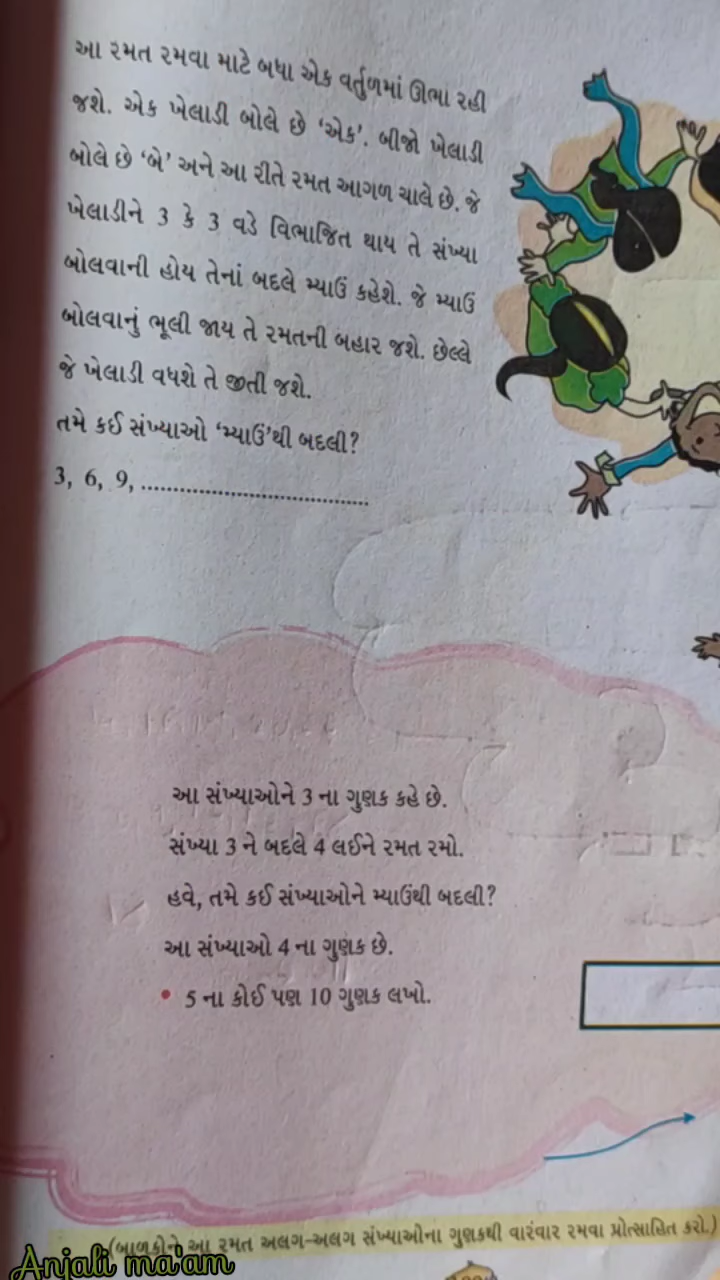 આ રમત રમવા માટે બધા એક વર્તુળમાં ઊભા રહી
જશે. એક ખેલાડી બોલે છે ‘એક’. બીજો ખેલાડી
બોલે છે ‘બે’ અને આ રીતે રમત આગળ ચાલે છે. જે
ખેલાડીને 3 કે 3 વડે વિભાજિત થાય તે સંખ્યા
બોલવાની હોય તેનાં બદલે મ્યાઉં કહેશે. જે મ્યાઉં
બોલવાનું ભૂલી જાય તે રમતની બહાર જશે. છેલ્લે
જે ખેલાડી વધશે તે જીતી જશે.
તમે કઈ સંખ્યાઓ ‘મ્યાઉં’થી બદલી?
3, 6, 9, ....................................
આ સંખ્યાઓને 3 ના ગુણક કહે છે.
સંખ્યા 3 ને બદલે 4 લઈને રમત રમો.
હવે, તમે કઈ સંખ્યાઓને મ્યાઉંથી બદલી?
આ સંખ્યાઓ 4 ના ગુણક છે.
• 5 ના કોઈ પણ 10 ગુણક લખો.
(બાળકોને આ રમત અલગ-અલગ સંખ્યાઓના ગુણકથી વારંવાર રમવા પ્રોત્સાહિત કરો.)
Anjali ma'am